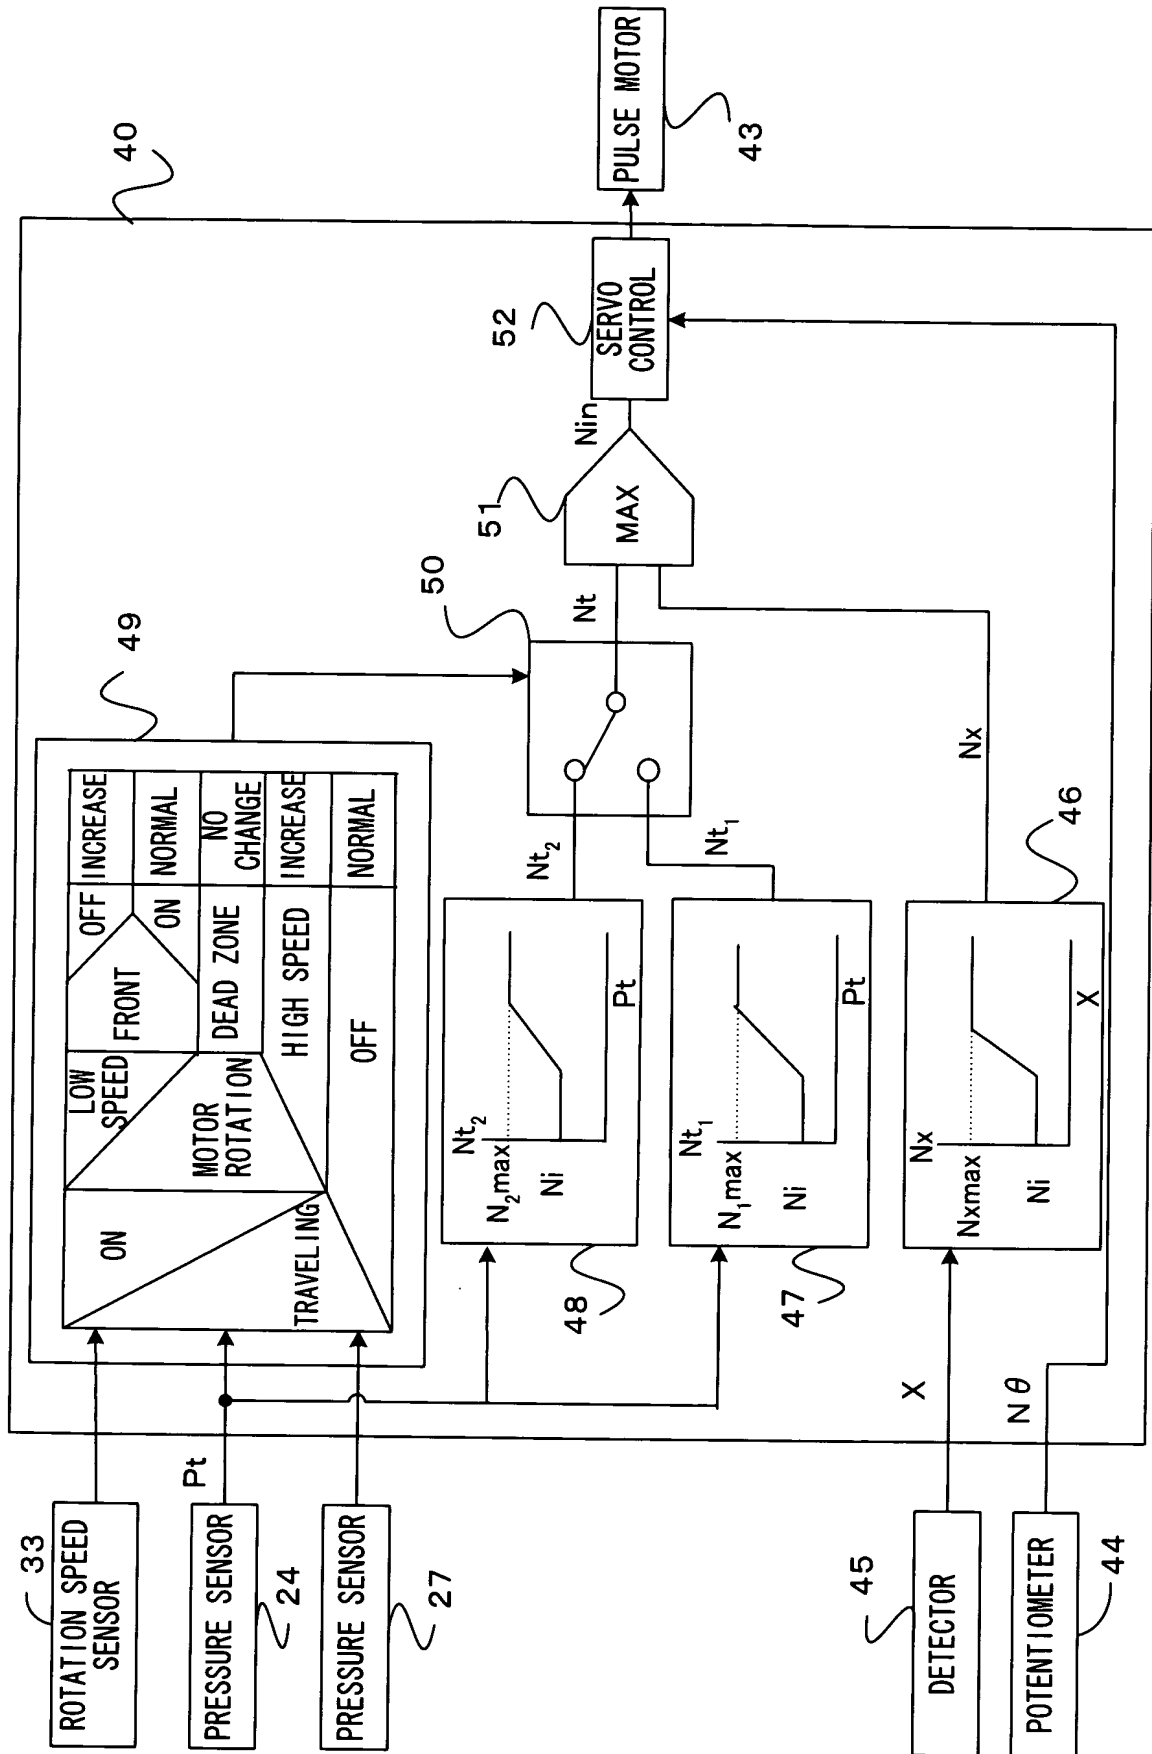 33
ROTATION SPEED
SENSOR
PRESSURE SENSOR
24
PRESSURE SENSOR
27
Pt
45
DETECTOR
POTENTIOMETER
44
X
Nθ
40
49
ON
TRAVELING
LOW
SPEED
MOTOR
ROTATION
FRONT
OFF
ON
DEAD ZONE
HIGH SPEED
OFF
INCREASE
NORMAL
NO
CHANGE
INCREASE
NORMAL
48
Nt₂
N₂max
Ni
Pt
Nt₂
47
Nt₁
N₁max
Ni
Pt
Nt₁
46
Nx
Nxmax
Ni
X
Nx
50
Nt
51
MAX
Nin
52
SERVO
CONTROL
PULSE MOTOR
43